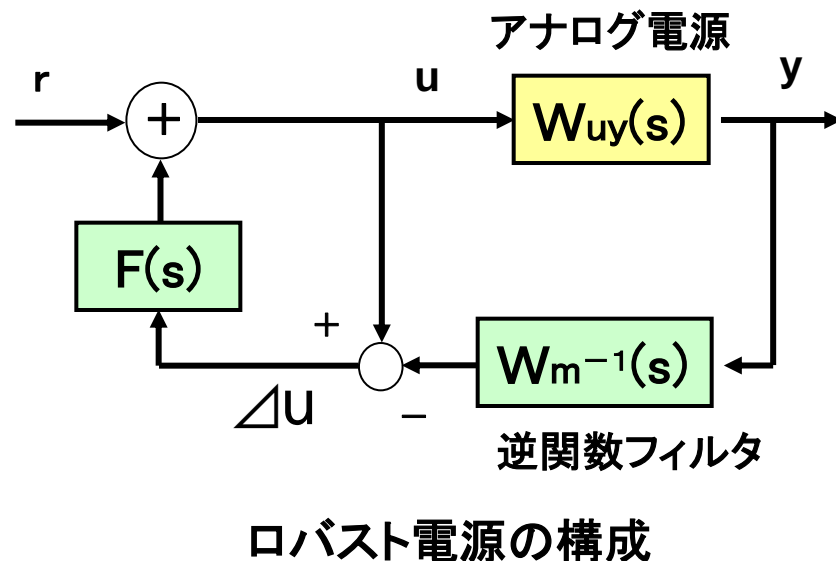 アナログ電源
r
u
y
+
Wuy(s)
F(s)
+
Wm⁻¹(s)
⊿u
−
逆関数フィルタ
ロバスト電源の構成